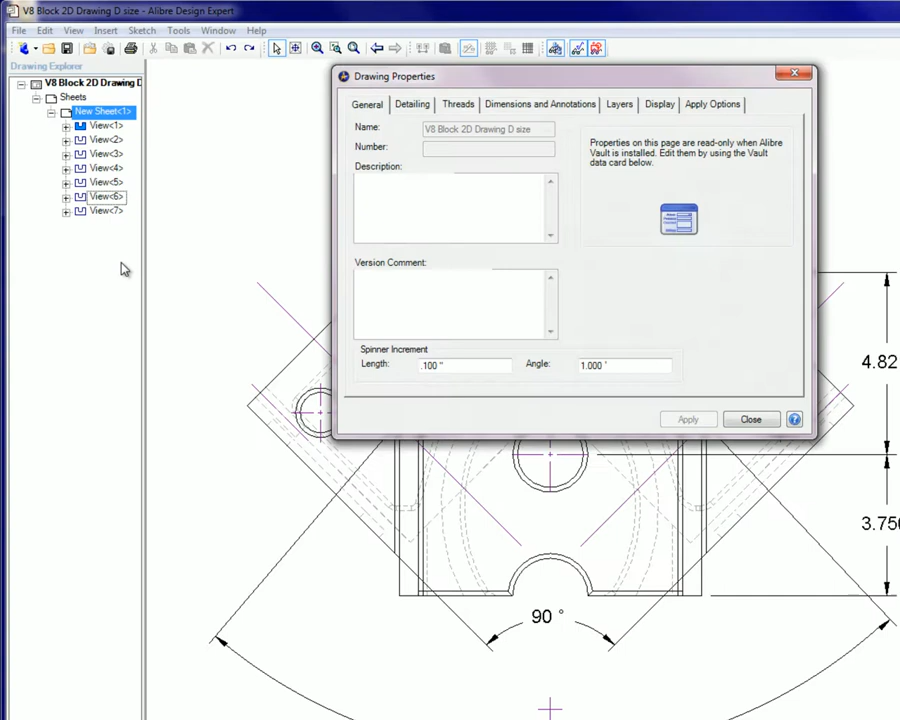 V8 Block 2D Drawing D size - Alibre Design Expert
File Edit View Insert Sketch Tools Window Help
Drawing Explorer
V8 Block 2D Drawing D
Sheets
New Sheet<1>
View<1>
View<2>
View<3>
View<4>
View<5>
View<6>
View<7>
Drawing Properties
General Detailing Threads Dimensions and Annotations Layers Display Apply Options
Name: V8 Block 2D Drawing D size
Number:
Description:
Properties on this page are read-only when Alibre
Vault is installed. Edit them by using the Vault
data card below.
Version Comment:
Spinner Increment
Length: .100 " Angle: 1.000 °
Apply Close
4.82
3.750
90 °